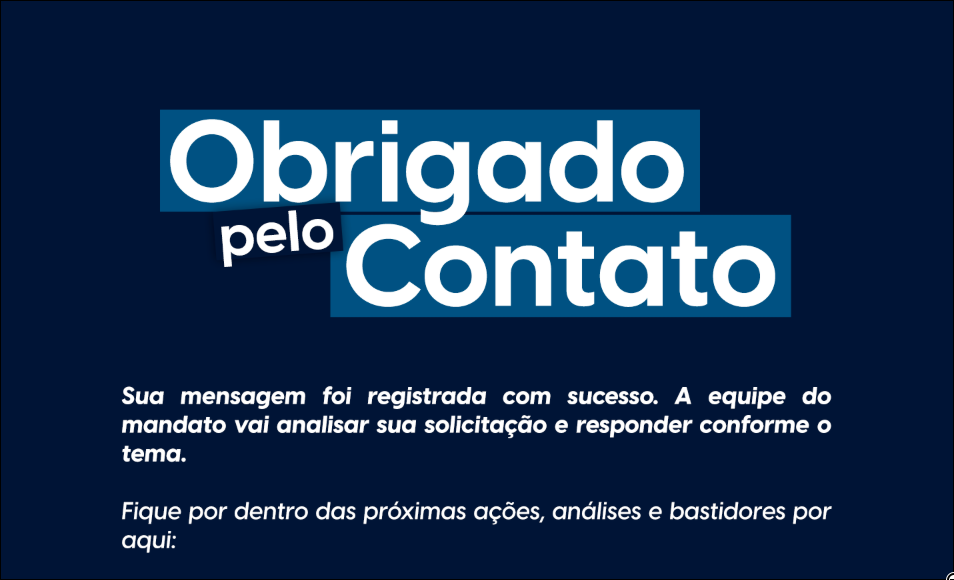 Obrigado
pelo
Contato
Sua mensagem foi registrada com sucesso. A equipe do
mandato vai analisar sua solicitação e responder conforme o
tema.
Fique por dentro das próximas ações, análises e bastidores por
aqui: